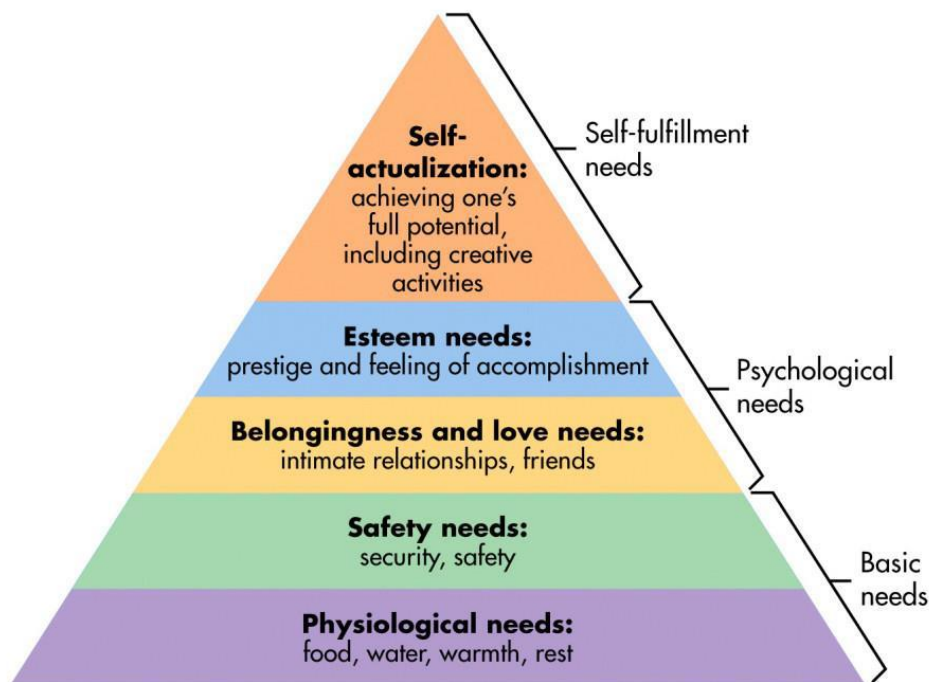 Self-
actualization:
achieving one's
full potential,
including creative
activities
Self-fulfillment
needs
Esteem needs:
prestige and feeling of accomplishment
Belongingness and love needs:
intimate relationships, friends
Psychological
needs
Safety needs:
security, safety
Physiological needs:
food, water, warmth, rest
Basic
needs